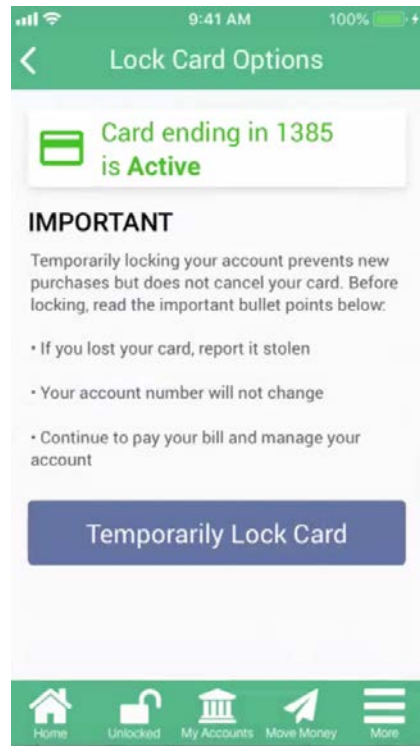 9:41 AM
100%
Lock Card Options
Card ending in 1385
is Active
IMPORTANT
Temporarily locking your account prevents new
purchases but does not cancel your card. Before
locking, read the important bullet points below:
• If you lost your card, report it stolen
• Your account number will not change
• Continue to pay your bill and manage your
account
Temporarily Lock Card
Home Unlocked My Accounts Move Money More